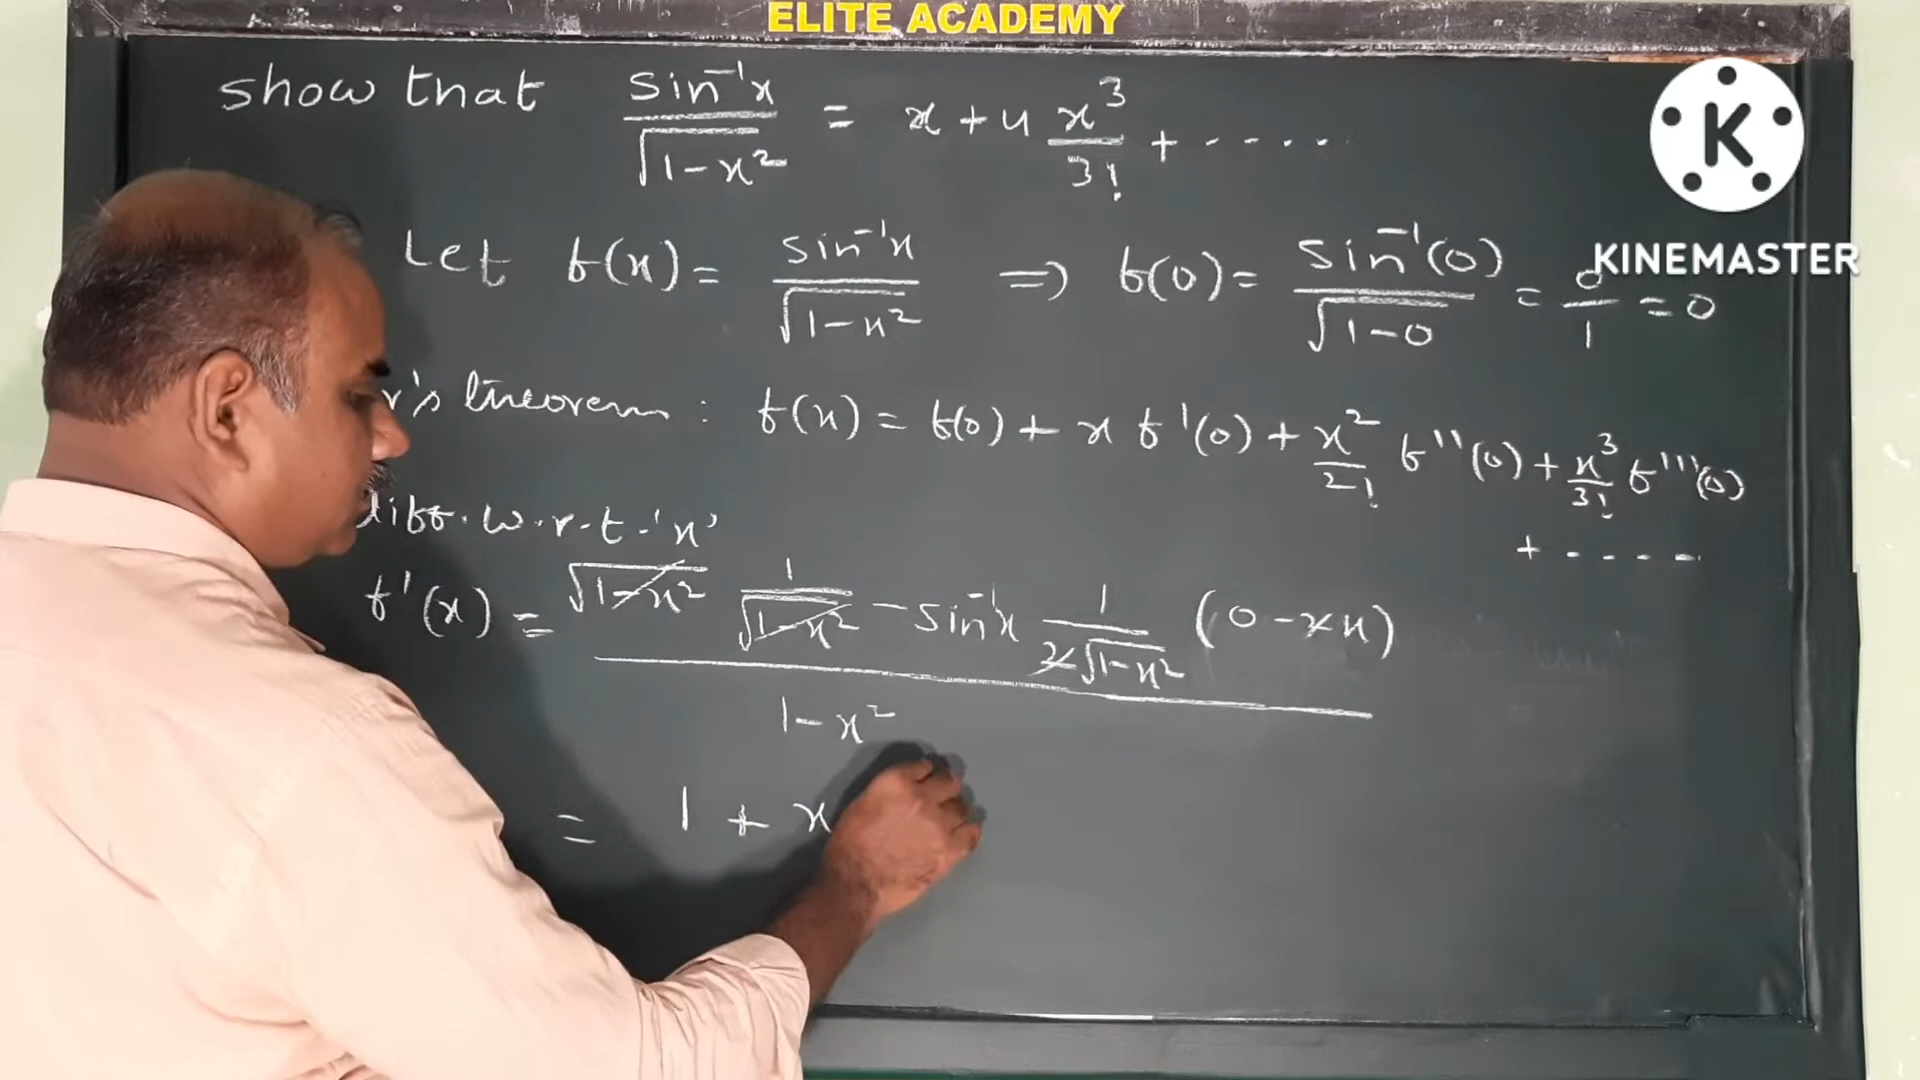 ELITE ACADEMY
show that sin⁻¹x / √1-x² = x + 4 x³/3! + .....
K
KINEMASTER
Let f(x) = sin⁻¹x / √1-x² => f(0) = sin⁻¹(0) / √1-0 = 0/1 = 0
r's theorem : f(x) = f(0) + x f'(0) + x²/2! f''(0) + x³/3! f'''(0)
+ -----
diff. w.r.t. 'x'
f'(x) = √1-x² 1/√1-x² - sin⁻¹x 1/2√1-x² (0-2x)
1-x²
= 1 + x